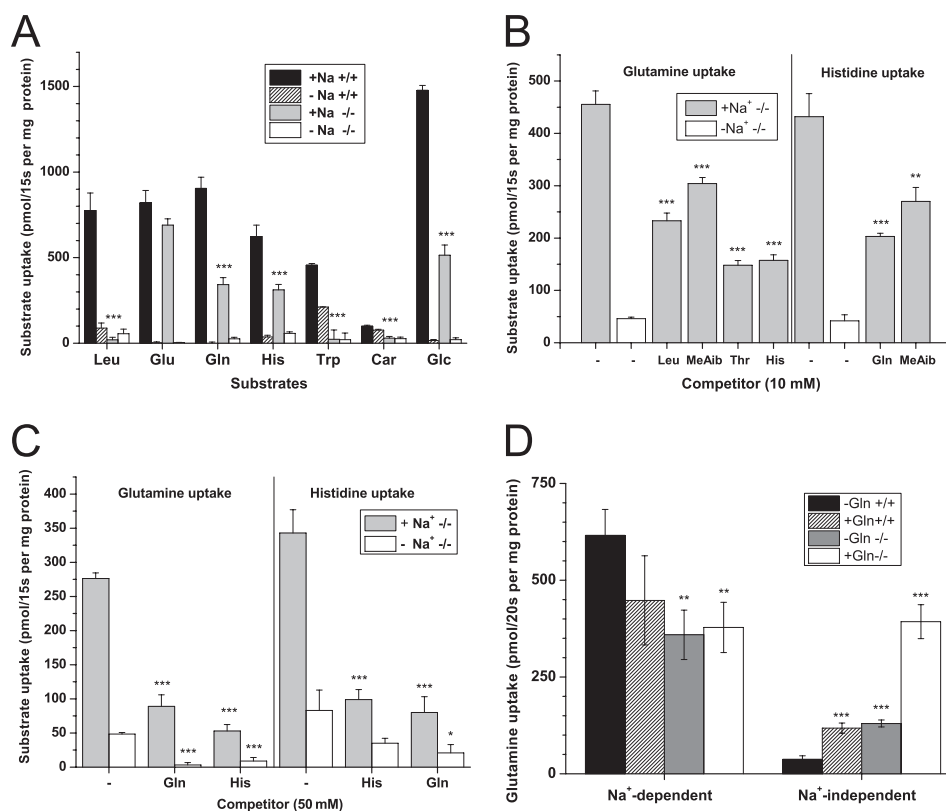 A
Substrate uptake (pmol/15s per mg protein)
1500
1000
500
0
+Na +/+
- Na +/+
+Na -/-
- Na -/-
***
***
***
***
***
***
Leu Glu Gln His Trp Car Glc
Substrates
B
Substrate uptake (pmol/15s per mg protein)
500
400
300
200
100
0
Glutamine uptake
Histidine uptake
+Na+ -/-
-Na+ -/-
***
***
***
***
***
**
- - Leu MeAib Thr His - - Gln MeAib
Competitor (10 mM)
C
Substrate uptake (pmol/15s per mg protein)
400
350
300
250
200
150
100
50
0
Glutamine uptake
Histidine uptake
+ Na+ -/-
- Na+ -/-
***
***
***
***
***
***
*
- Gln His - His Gln
Competitor (50 mM)
D
Glutamine uptake (pmol/20s per mg protein)
750
500
250
0
-Gln +/+
+Gln+/+
-Gln -/-
+Gln-/-
**
**
***
***
***
Na+-dependent
Na+-independent